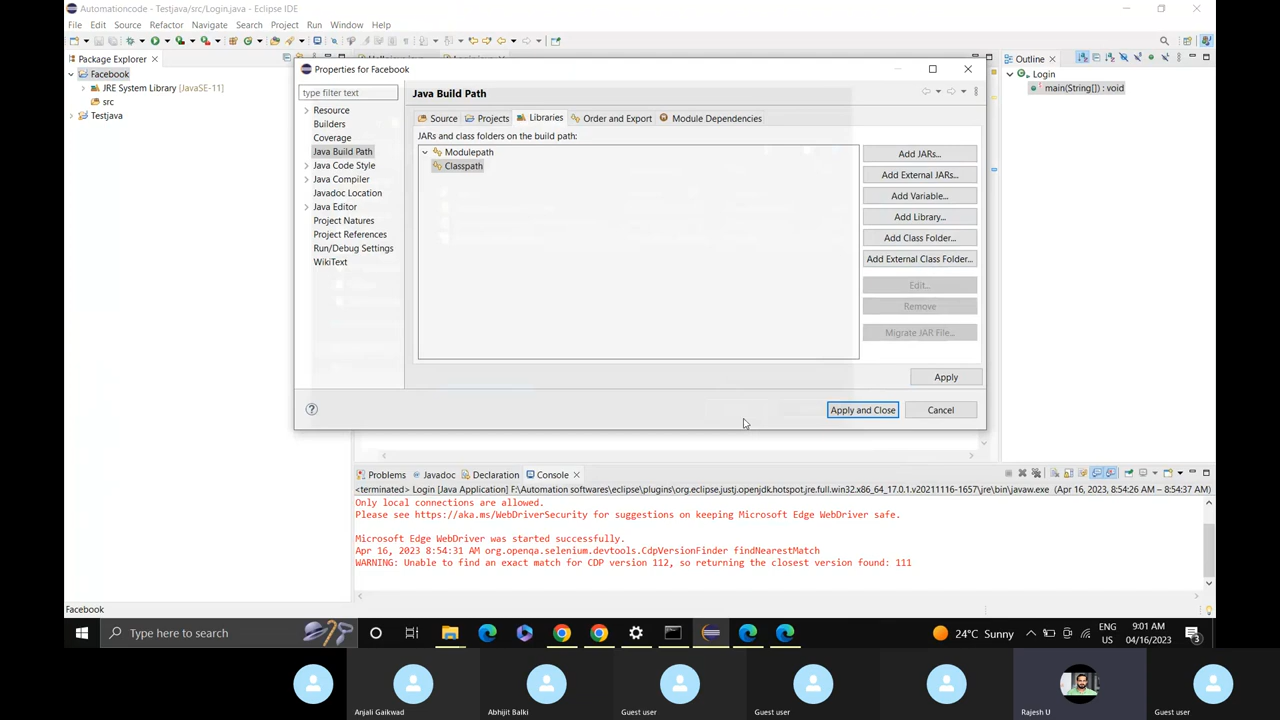 Automationcode - Testjava/src/Login.java - Eclipse IDE
File Edit Source Refactor Navigate Search Project Run Window Help
Package Explorer
Facebook
JRE System Library [JavaSE-11]
src
Testjava
Properties for Facebook
type filter text
Resource
Builders
Coverage
Java Build Path
Java Code Style
Java Compiler
Javadoc Location
Java Editor
Project Natures
Project References
Run/Debug Settings
WikiText
Java Build Path
Source Projects Libraries Order and Export Module Dependencies
JARs and class folders on the build path:
Modulepath
Classpath
Add JARs...
Add External JARs...
Add Variable...
Add Library...
Add Class Folder...
Add External Class Folder...
Edit...
Remove
Migrate JAR File...
Apply
Apply and Close Cancel
Outline
Login
main(String[]) : void
Problems Javadoc Declaration Console
<terminated> Login [Java Application] F:\Automation softwares\eclipse\plugins\org.eclipse.justj.openjdk.hotspot.jre.full.win32.x86_64_17.0.1.v20211116-1657\jre\bin\javaw.exe (Apr 16, 2023 8:54:26 AM – 8:54:37 AM)
Only local connections are allowed.
Please see https://aka.ms/WebDriverSecurity for suggestions on keeping Microsoft Edge WebDriver safe.
Microsoft Edge WebDriver was started successfully.
Apr 16, 2023 8:54:31 AM org.openqa.selenium.devtools.CdpVersionFinder findNearestMatch
WARNING: Unable to find an exact match for CDP version 112, so returning the closest version found: 111
Facebook
Type here to search
24°C Sunny
ENG
US
9:01 AM
04/16/2023
3
Anjali Gaikwad
Abhijit Balki
Guest user
Guest user
Rajesh U
Guest user